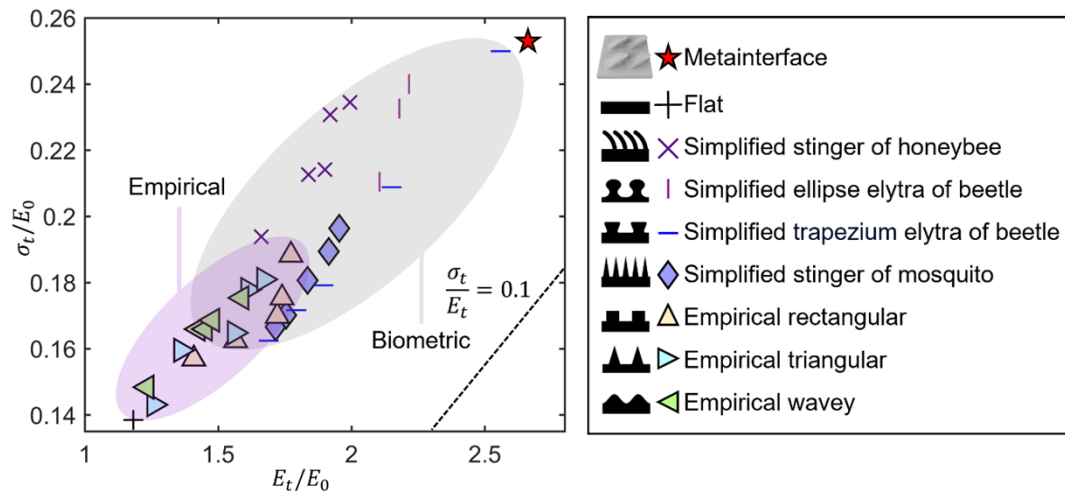 0.26
0.24
0.22
0.2
0.18
0.16
0.14
σₜ/E₀
1
1.5
2
2.5
Eₜ/E₀
Empirical
Biometric
σₜ/Eₜ = 0.1
Metainterface
Flat
Simplified stinger of honeybee
Simplified ellipse elytra of beetle
Simplified trapezium elytra of beetle
Simplified stinger of mosquito
Empirical rectangular
Empirical triangular
Empirical wavey